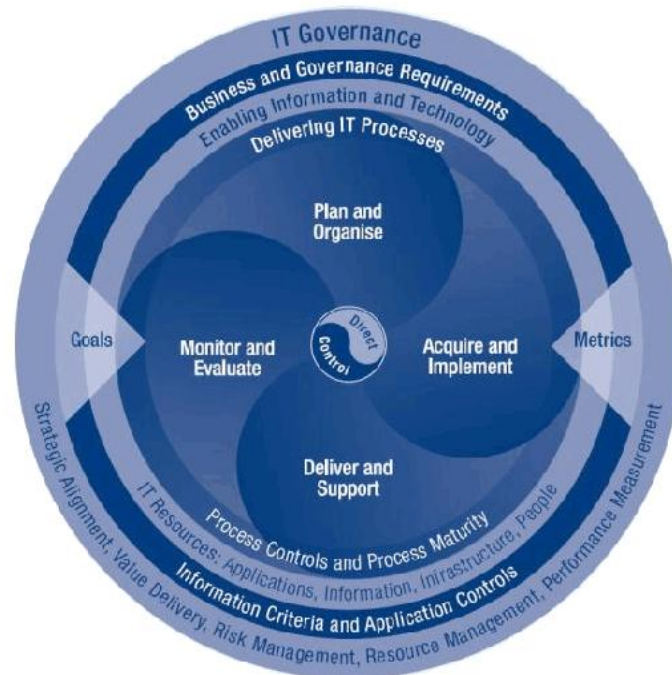 IT Governance
Business and Governance Requirements
Enabling Information and Technology
Delivering IT Processes
Plan and
Organise
Goals
Monitor and
Evaluate
Direct
Control
Acquire and
Implement
Metrics
Deliver and
Support
Process Controls and Process Maturity
IT Resources: Applications, Information, Infrastructure, People
Information Criteria and Application Controls
Strategic Alignment, Value Delivery, Risk Management, Resource Management, Performance Measurement